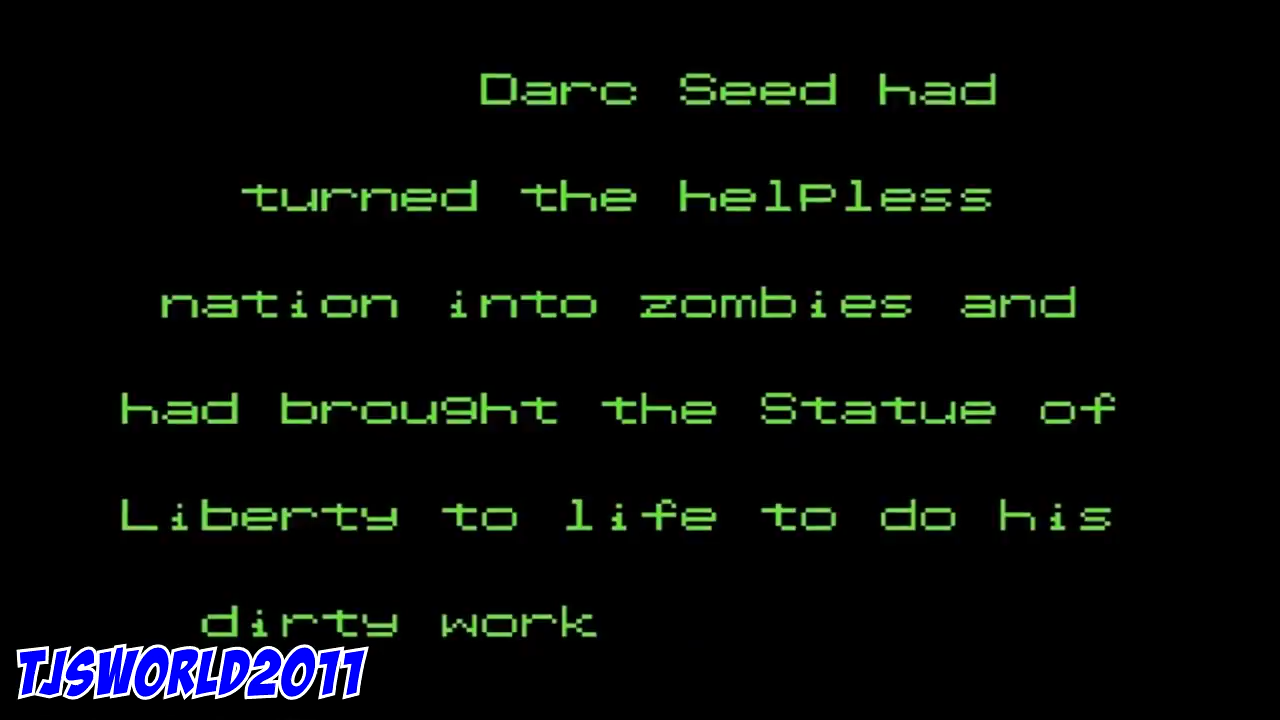 Darc Seed had
turned the helpless
nation into zombies and
had brought the Statue of
Liberty to life to do his
dirty work
TJSWORLD2011